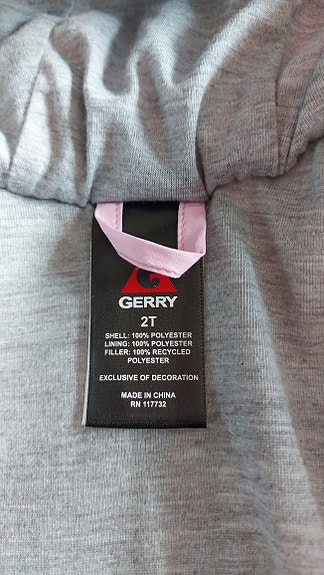 GERRY
2T
SHELL: 100% POLYESTER
LINING: 100% POLYESTER
FILLER: 100% RECYCLED
POLYESTER
EXCLUSIVE OF DECORATION
MADE IN CHINA
RN 117732